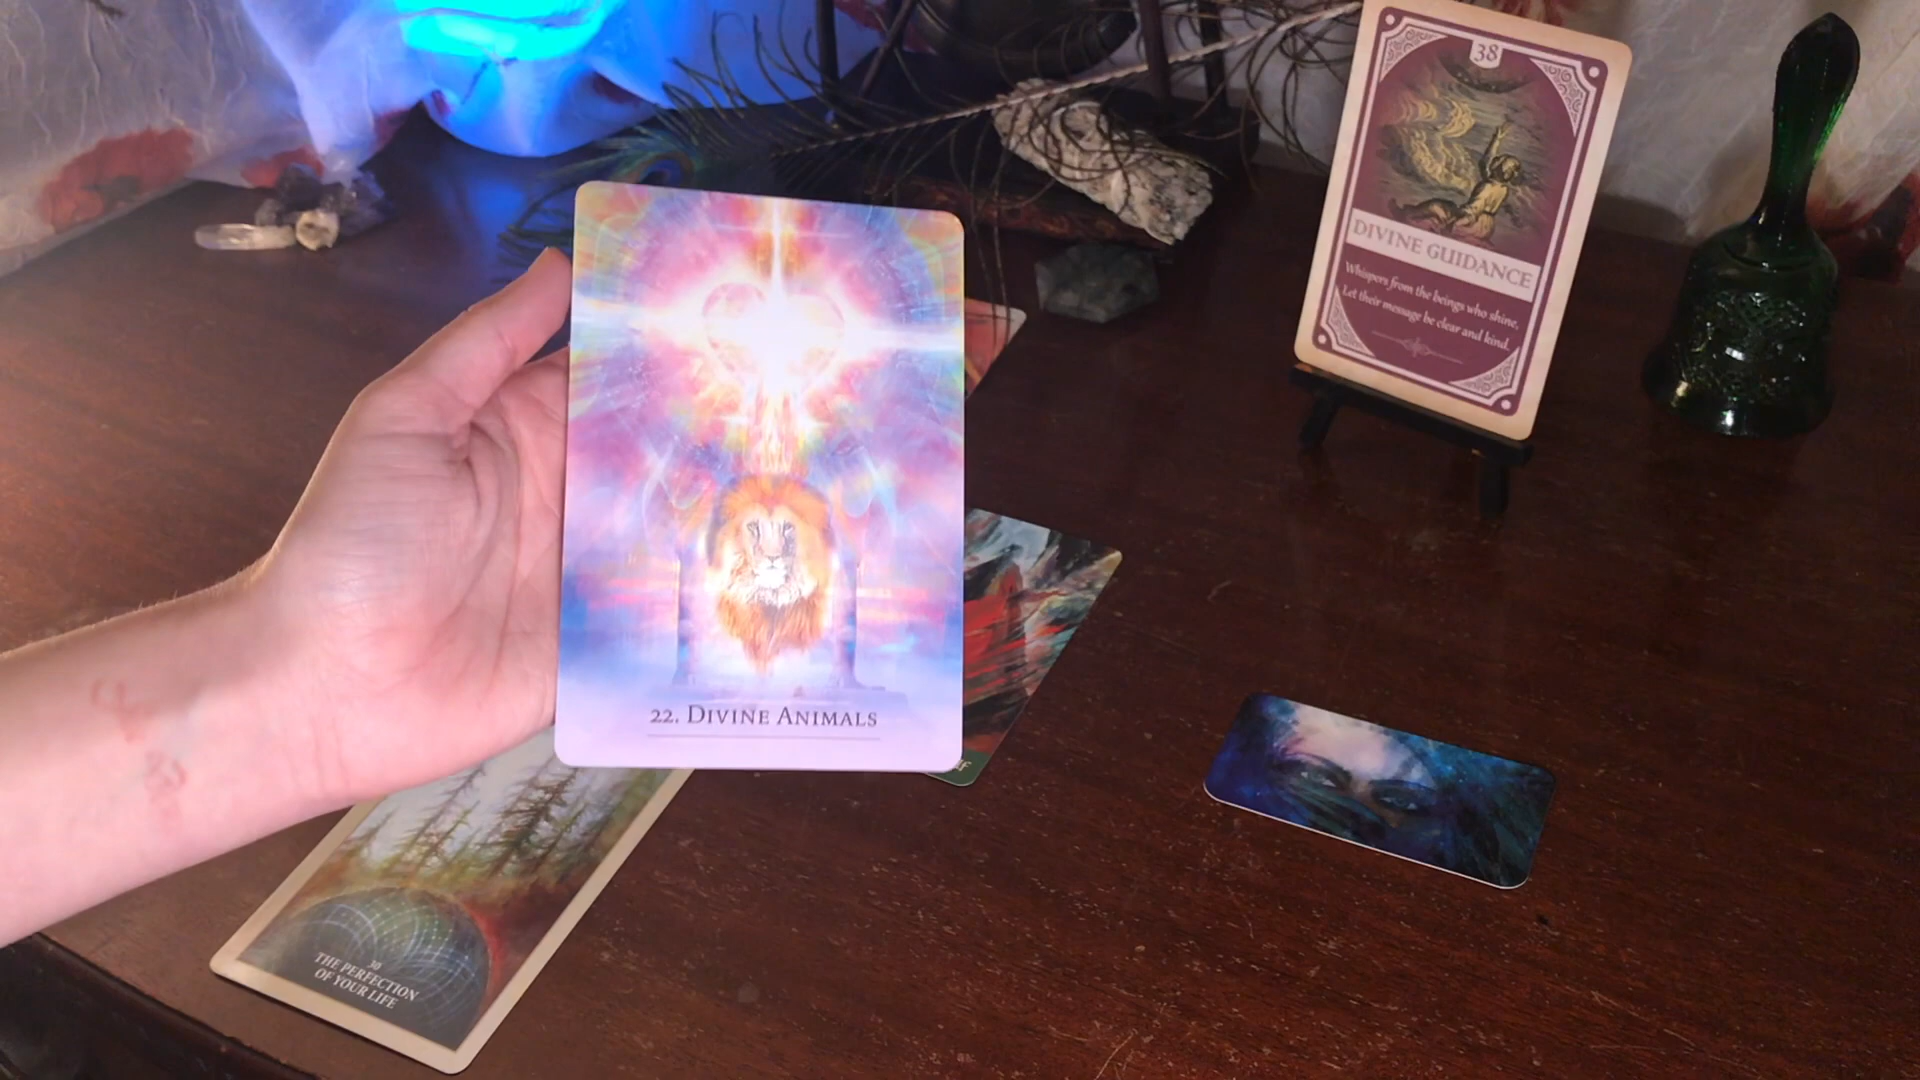 38
DIVINE GUIDANCE
Whispers from the beings who shine,
Let their message be clear and kind.
22. DIVINE ANIMALS
30
THE PERFECTION
OF YOUR LIFE